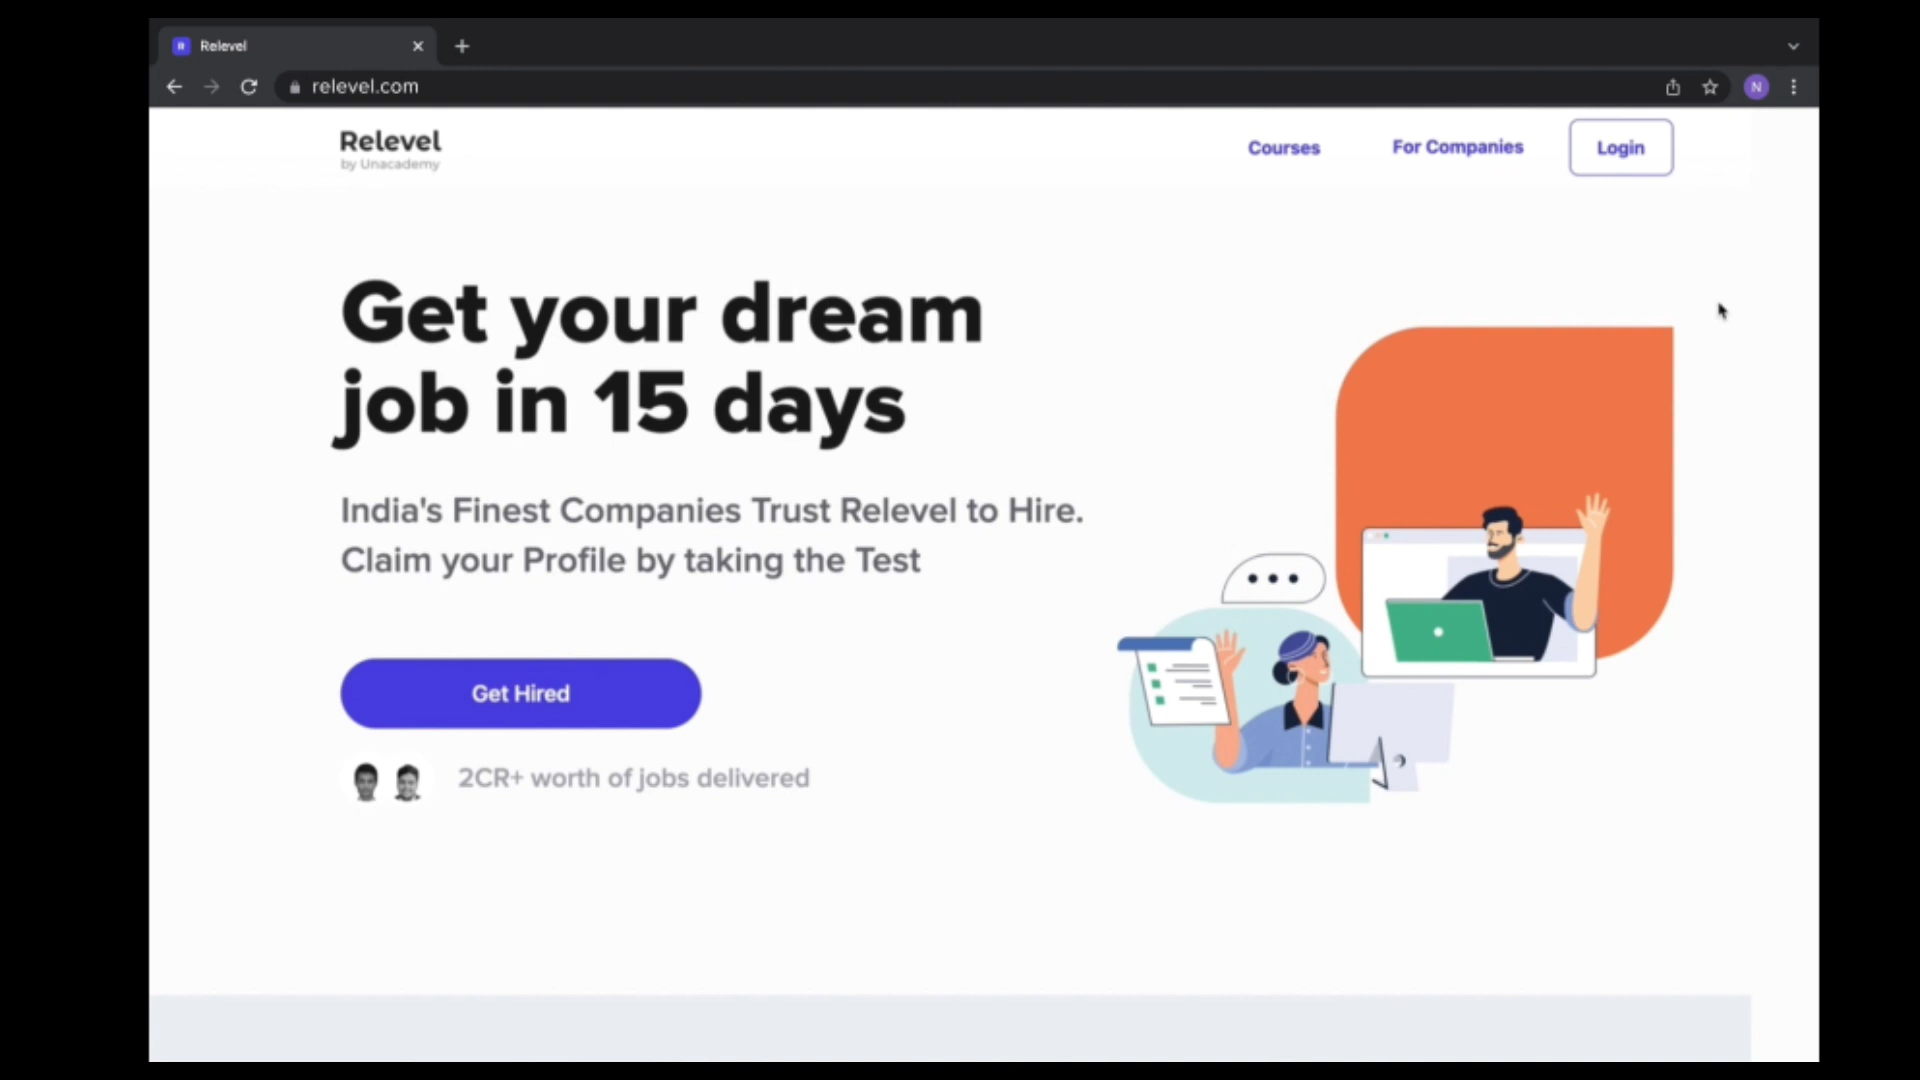 Relevel
relevel.com
N
Relevel
by Unacademy
Courses
For Companies
Login
Get your dream
job in 15 days
India's Finest Companies Trust Relevel to Hire.
Claim your Profile by taking the Test
Get Hired
2CR+ worth of jobs delivered